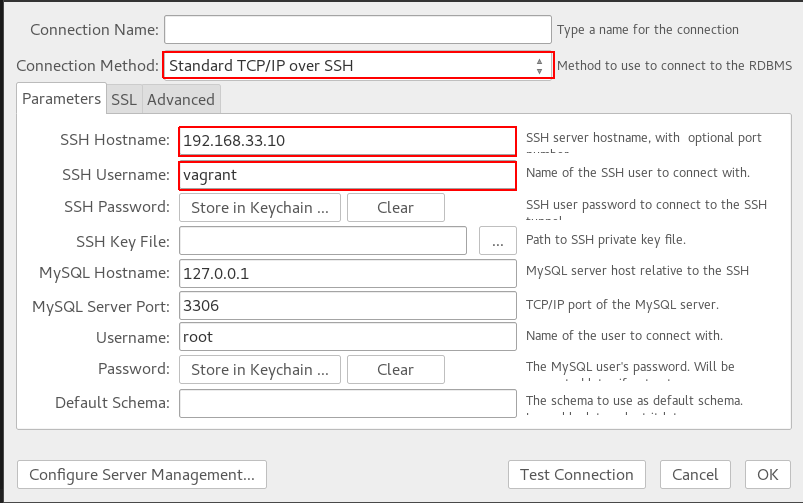 Connection Name: Type a name for the connection
Connection Method: Standard TCP/IP over SSH Method to use to connect to the RDBMS
Parameters SSL Advanced
SSH Hostname: 192.168.33.10 SSH server hostname, with optional port
SSH Username: vagrant Name of the SSH user to connect with.
SSH Password: Store in Keychain ... Clear SSH user password to connect to the SSH
SSH Key File: ... Path to SSH private key file.
MySQL Hostname: 127.0.0.1 MySQL server host relative to the SSH
MySQL Server Port: 3306 TCP/IP port of the MySQL server.
Username: root Name of the user to connect with.
Password: Store in Keychain ... Clear The MySQL user's password. Will be
Default Schema: The schema to use as default schema.
Configure Server Management... Test Connection Cancel OK